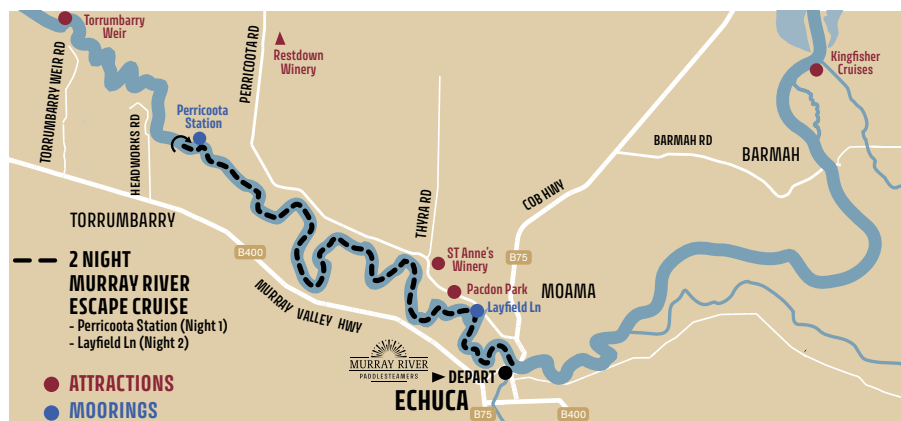 Torrumbarry
Weir
TORRUMBARRY WEIR RD
HEADWORKS RD
Perricoota
Station
PERRICOOTA RD
Restdown
Winery
Kingfisher
Cruises
BARMAH RD
BARMAH
THYRA RD
COB HWY
TORRUMBARRY
B400
MURRAY VALLEY HWY
ST Anne's
Winery
B75
Pacdon Park
MOAMA
Layfield Ln
2 NIGHT
MURRAY RIVER
ESCAPE CRUISE
- Perricoota Station (Night 1)
- Layfield Ln (Night 2)
MURRAY RIVER
PADDLESTEAMERS
DEPART
ECHUCA
ATTRACTIONS
MOORINGS
B75
B400